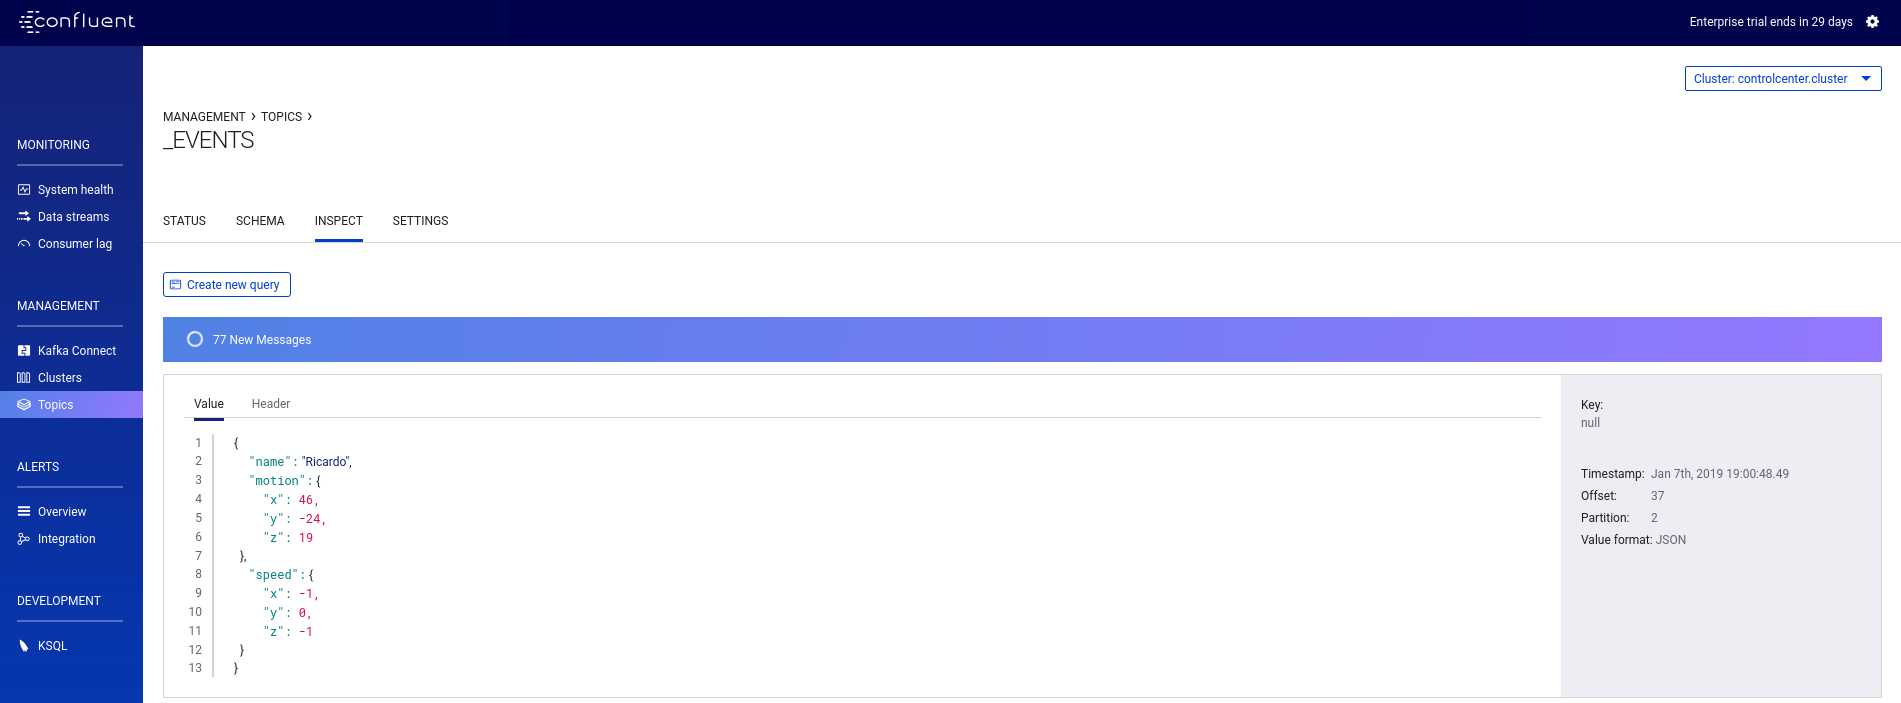 confluent
Enterprise trial ends in 29 days
Cluster: controlcenter.cluster
MANAGEMENT › TOPICS ›
_EVENTS
MONITORING
System health
Data streams
Consumer lag
MANAGEMENT
Kafka Connect
Clusters
Topics
ALERTS
Overview
Integration
DEVELOPMENT
KSQL
STATUS SCHEMA INSPECT SETTINGS
Create new query
77 New Messages
Value Header
1 {
2 "name": "Ricardo",
3 "motion":{
4 "x": 46,
5 "y": -24,
6 "z": 19
7 },
8 "speed":{
9 "x": -1,
10 "y": 0,
11 "z": -1
12 }
13 }
Key:
null
Timestamp: Jan 7th, 2019 19:00:48.49
Offset: 37
Partition: 2
Value format: JSON